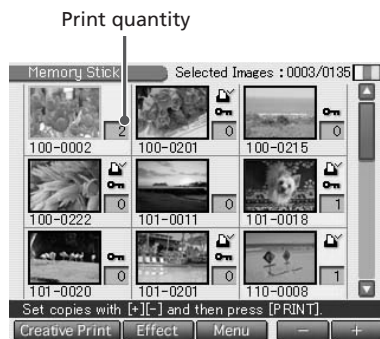 Print quantity
Memory Stick Selected Images : 0003/0135
2 0 0
100-0002 100-0201 100-0215
0 0 1
100-0222 101-0011 101-0018
0 0 1
101-0020 101-0201 110-0008
Set copies with [+][-] and then press [PRINT].
Creative Print Effect Menu - +